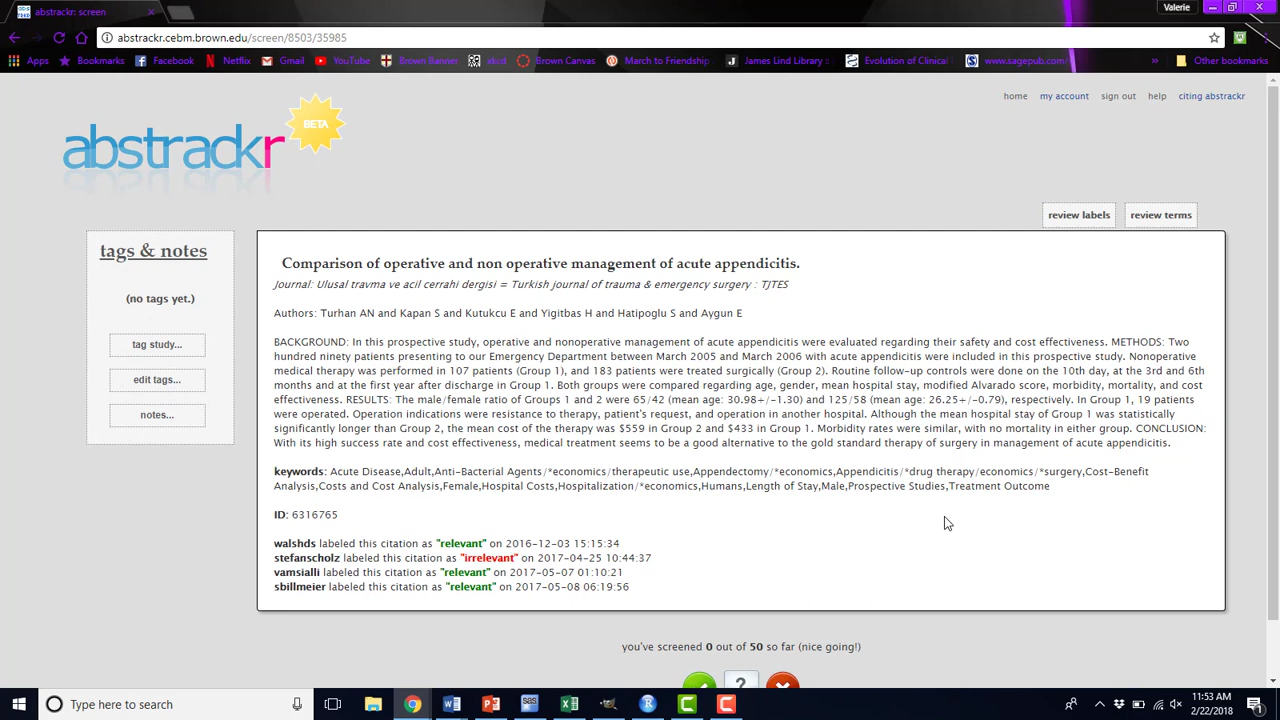 abstrackr: screen
Valerie
abstrackr.cebm.brown.edu/screen/8503/35985
Apps Bookmarks Facebook Netflix Gmail YouTube Brown Banner xkcd Brown Canvas March to Friendship James Lind Library :: Evolution of Clinical www.sagepub.com/ » Other bookmarks
home my account sign out help citing abstrackr
abstrackr BETA
review labels review terms
tags & notes
(no tags yet.)
tag study...
edit tags...
notes...
Comparison of operative and non operative management of acute appendicitis.
Journal: Ulusal travma ve acil cerrahi dergisi = Turkish journal of trauma & emergency surgery : TJTES
Authors: Turhan AN and Kapan S and Kutukcu E and Yigitbas H and Hatipoglu S and Aygun E
BACKGROUND: In this prospective study, operative and nonoperative management of acute appendicitis were evaluated regarding their safety and cost effectiveness. METHODS: Two
hundred ninety patients presenting to our Emergency Department between March 2005 and March 2006 with acute appendicitis were included in this prospective study. Nonoperative
medical therapy was performed in 107 patients (Group 1), and 183 patients were treated surgically (Group 2). Routine follow-up controls were done on the 10th day, at the 3rd and 6th
months and at the first year after discharge in Group 1. Both groups were compared regarding age, gender, mean hospital stay, modified Alvarado score, morbidity, mortality, and cost
effectiveness. RESULTS: The male/female ratio of Groups 1 and 2 were 65/42 (mean age: 30.98+/-1.30) and 125/58 (mean age: 26.25+/-0.79), respectively. In Group 1, 19 patients
were operated. Operation indications were resistance to therapy, patient's request, and operation in another hospital. Although the mean hospital stay of Group 1 was statistically
significantly longer than Group 2, the mean cost of the therapy was $559 in Group 2 and $433 in Group 1. Morbidity rates were similar, with no mortality in either group. CONCLUSION:
With its high success rate and cost effectiveness, medical treatment seems to be a good alternative to the gold standard therapy of surgery in management of acute appendicitis.
keywords: Acute Disease,Adult,Anti-Bacterial Agents/*economics/therapeutic use,Appendectomy/*economics,Appendicitis/*drug therapy/economics/*surgery,Cost-Benefit
Analysis,Costs and Cost Analysis,Female,Hospital Costs,Hospitalization/*economics,Humans,Length of Stay,Male,Prospective Studies,Treatment Outcome
ID: 6316765
walshds labeled this citation as "relevant" on 2016-12-03 15:15:34
stefanscholz labeled this citation as "irrelevant" on 2017-04-25 10:44:37
vamsialli labeled this citation as "relevant" on 2017-05-07 01:10:21
sbillmeier labeled this citation as "relevant" on 2017-05-08 06:19:56
you've screened 0 out of 50 so far (nice going!)
?
Type here to search
11:53 AM
2/22/2018